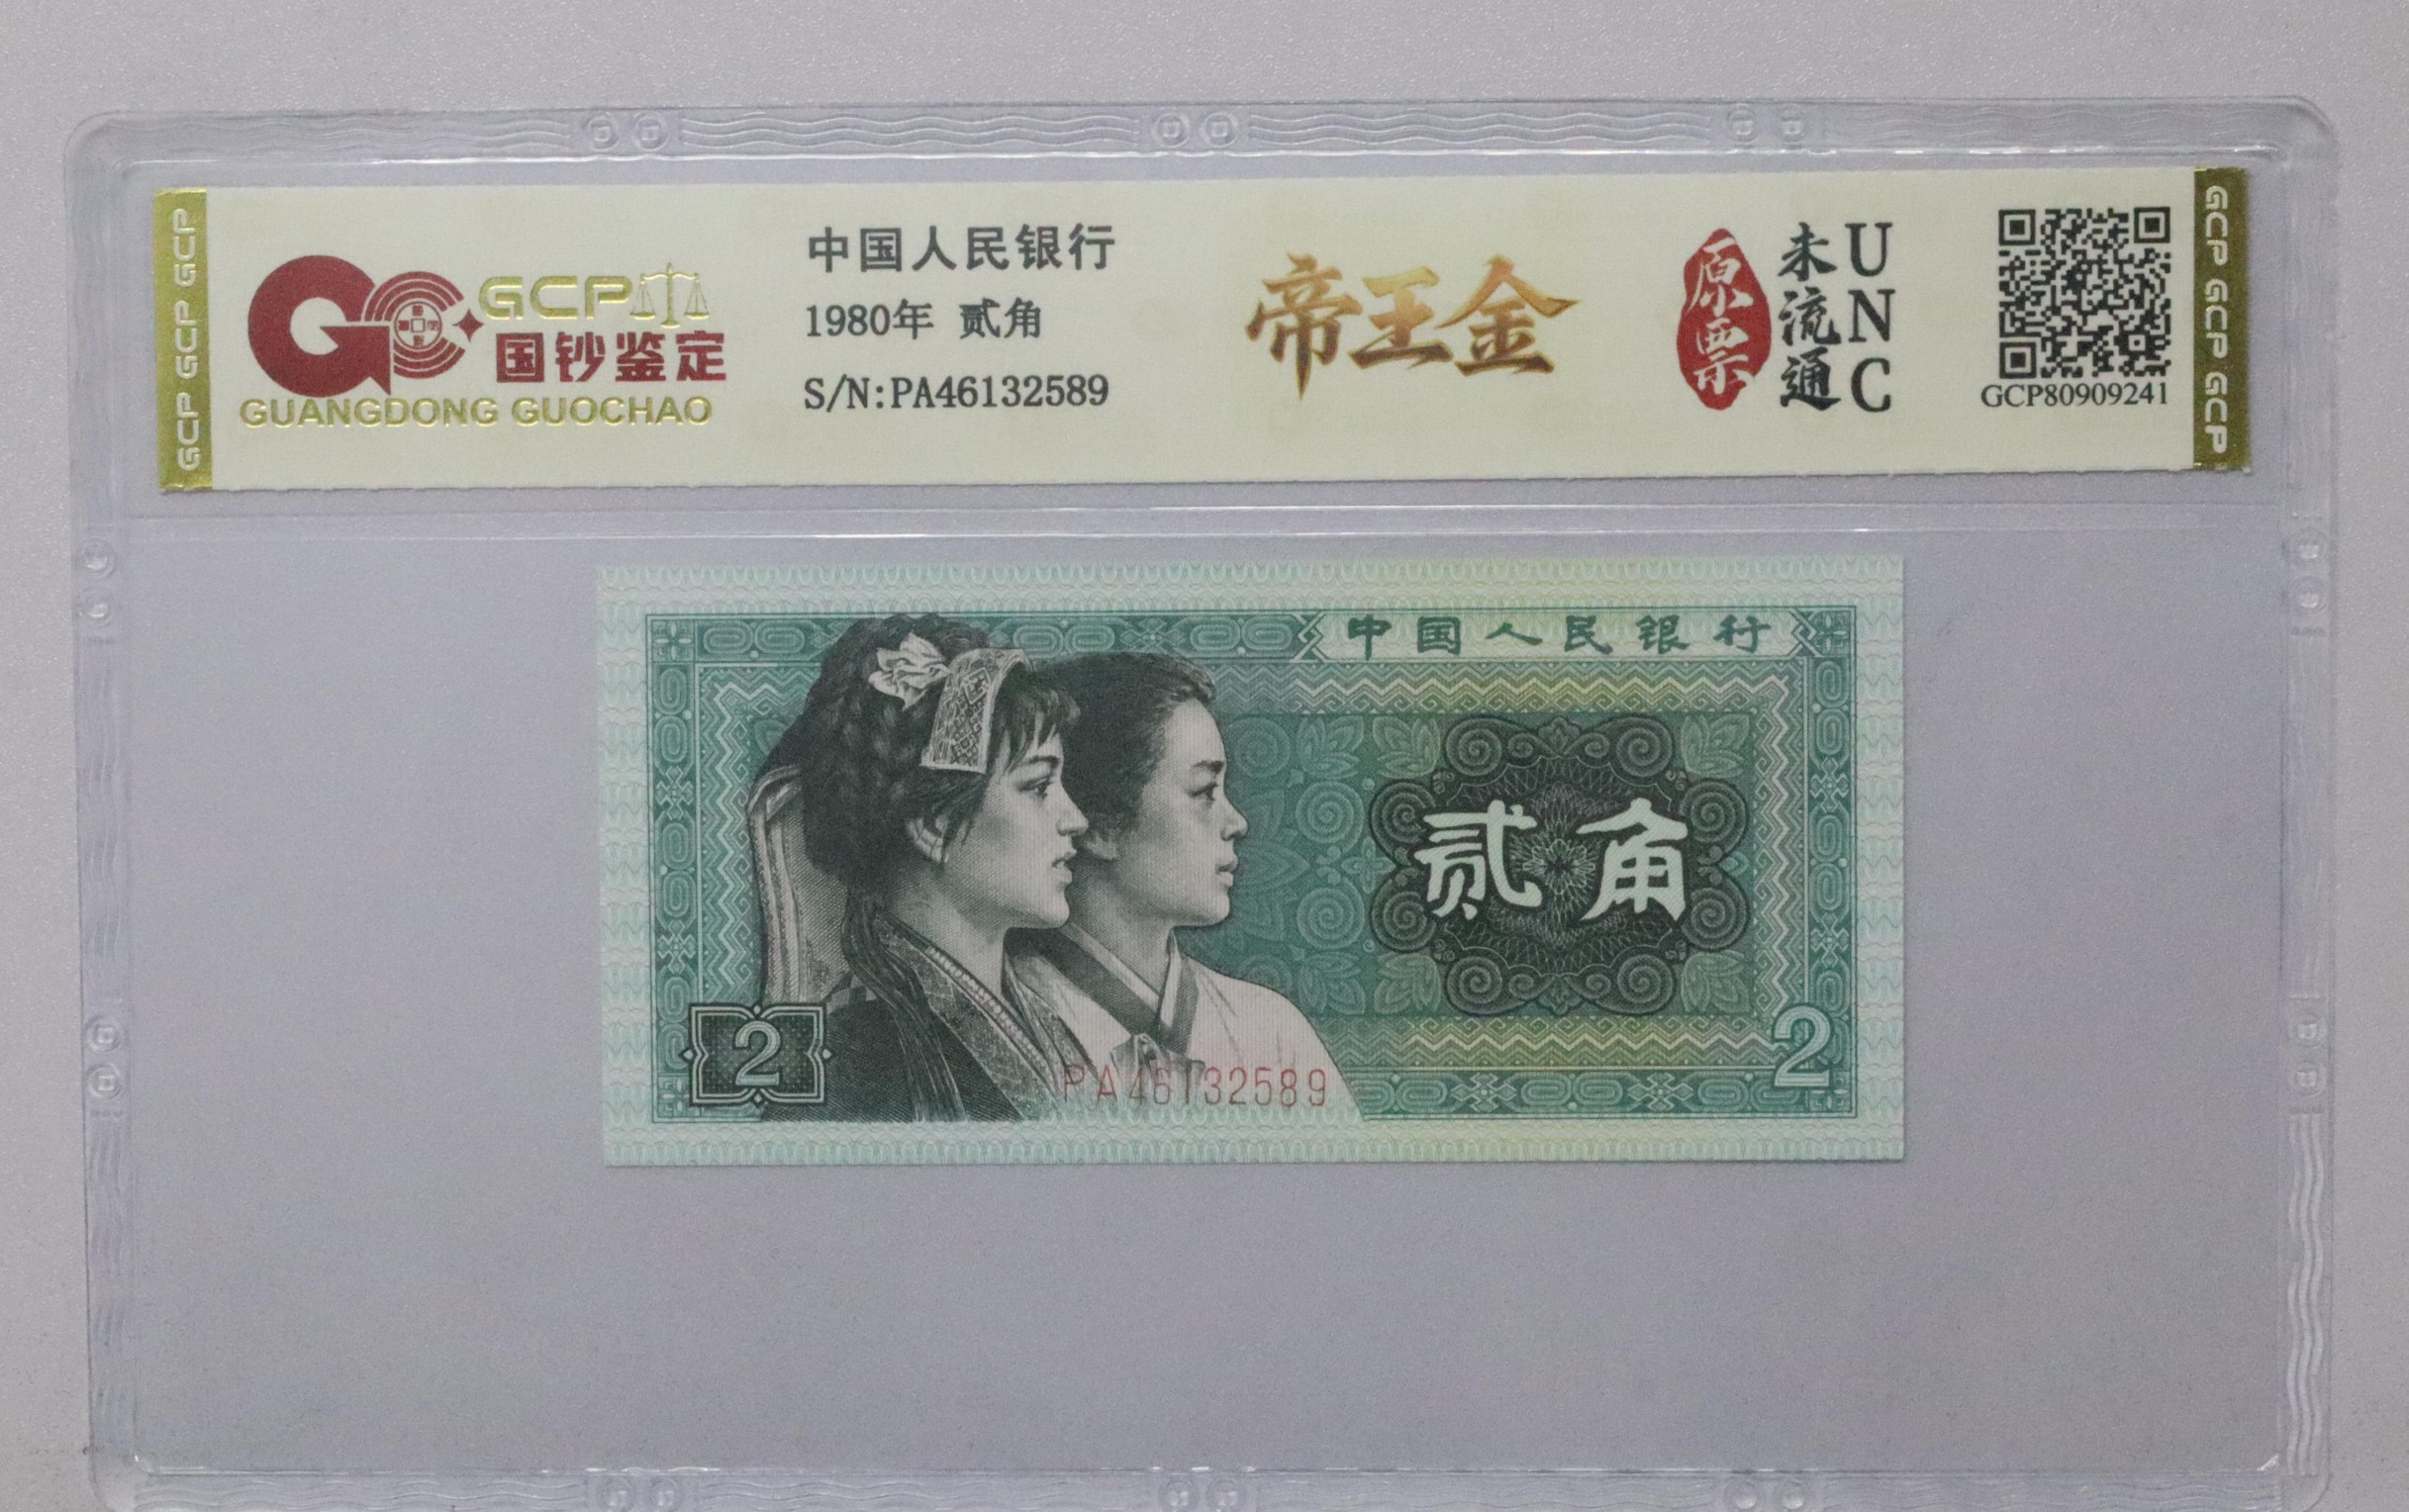 GCP GCP GCP
GCP
国钞鉴定
GUANGDONG GUOCHAO
中国人民银行
1980年 贰角
S/N:PA46132589
帝王金
原票
未流通
UNC
GCP80909241
GCP GCP GCP
中国人民银行
贰角
2
2
PA46132589